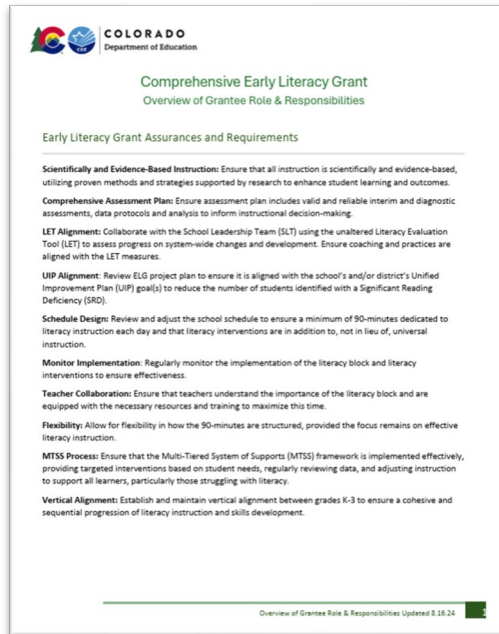 COLORADO
Department of Education
CDE
Comprehensive Early Literacy Grant
Overview of Grantee Role & Responsibilities
Early Literacy Grant Assurances and Requirements
Scientifically and Evidence-Based Instruction: Ensure that all instruction is scientifically and evidence-based,
utilizing proven methods and strategies supported by research to enhance student learning and outcomes.
Comprehensive Assessment Plan: Ensure assessment plan includes valid and reliable interim and diagnostic
assessments, data protocols and analysis to inform instructional decision-making.
LET Alignment: Collaborate with the School Leadership Team (SLT) using the unaltered Literacy Evaluation
Tool (LET) to assess progress on system-wide changes and development. Ensure coaching and practices are
aligned with the LET measures.
UIP Alignment: Review ELG project plan to ensure it is aligned with the school's and/or district's Unified
Improvement Plan (UIP) goal(s) to reduce the number of students identified with a Significant Reading
Deficiency (SRD).
Schedule Design: Review and adjust the school schedule to ensure a minimum of 90-minutes dedicated to
literacy instruction each day and that literacy interventions are in addition to, not in lieu of, universal
instruction.
Monitor Implementation: Regularly monitor the implementation of the literacy block and literacy
interventions to ensure effectiveness.
Teacher Collaboration: Ensure that teachers understand the importance of the literacy block and are
equipped with the necessary resources and training to maximize this time.
Flexibility: Allow for flexibility in how the 90-minutes are structured, provided the focus remains on effective
literacy instruction.
MTSS Process: Ensure that the Multi-Tiered System of Supports (MTSS) framework is implemented effectively,
providing targeted interventions based on student needs, regularly reviewing data, and adjusting instruction
to support all learners, particularly those struggling with literacy.
Vertical Alignment: Establish and maintain vertical alignment between grades K-3 to ensure a cohesive and
sequential progression of literacy instruction and skills development.
Overview of Grantee Role & Responsibilities Updated 8.16.24
1